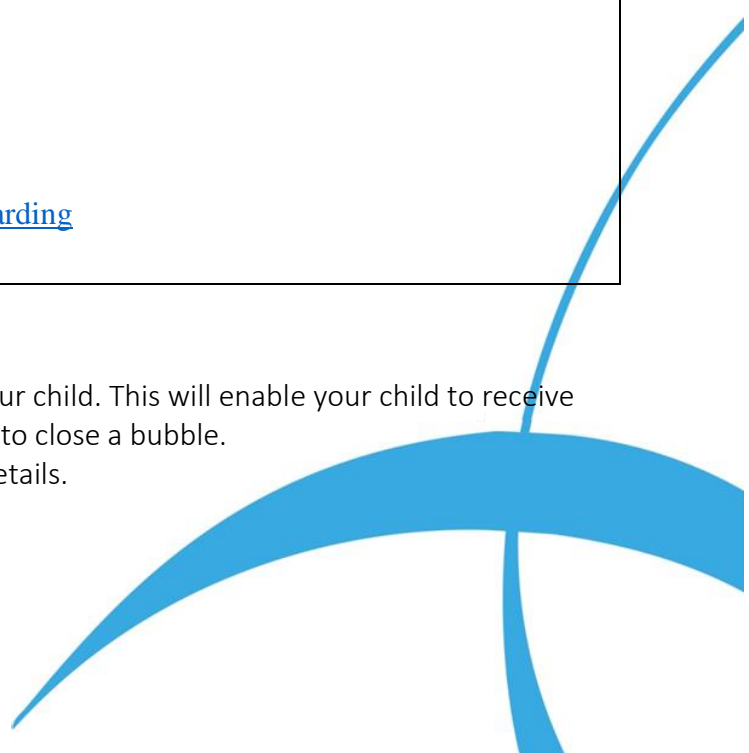 arding
ur child. This will enable your child to receive
to close a bubble.
etails.